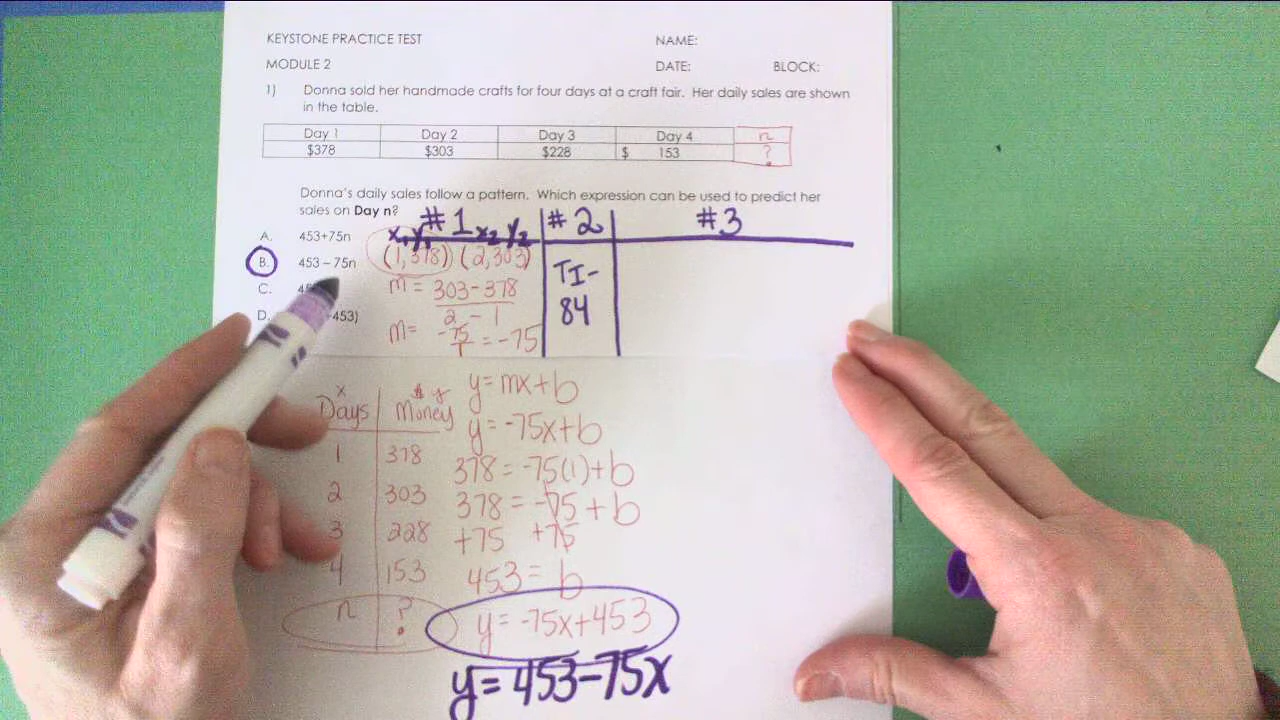 KEYSTONE PRACTICE TEST NAME:
MODULE 2 DATE: BLOCK:
1) Donna sold her handmade crafts for four days at a craft fair. Her daily sales are shown
in the table.
Day 1 Day 2 Day 3 Day 4 n
$378 $303 $228 $ 153 ?
Donna's daily sales follow a pattern. Which expression can be used to predict her
sales on Day n?
#1 #2 #3
A. 453+75n x₁ y₁ x₂ y₂
B. 453 – 75n (1,378) (2,303) TI-
84
C. m = 303-378
2 - 1
D. 453) m= -75 = -75
1
x $ y
Days Money
1 378
2 303
3 228
4 153
n ?
y=mx+b
y=-75x+b
378=-75(1)+b
378=-75+b
+75 +75
453=b
y=-75x+453
y=453-75x